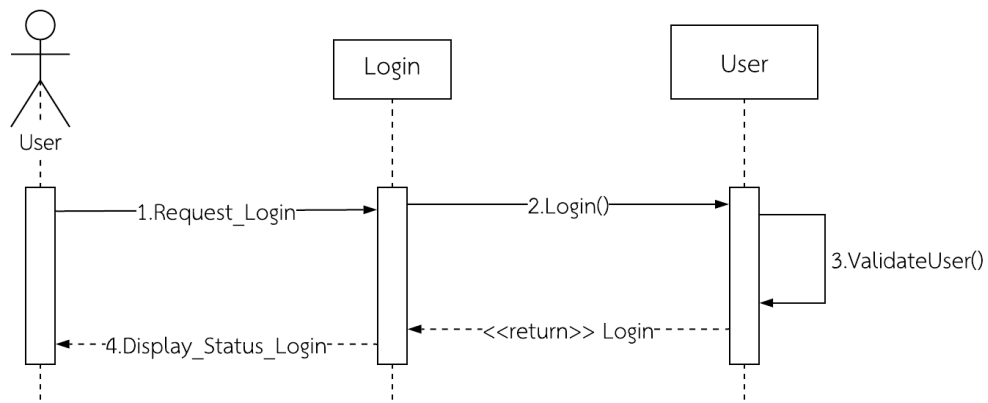 Login
User
User
1.Request_Login
2.Login()
3.ValidateUser()
<<return>> Login
4.Display_Status_Login